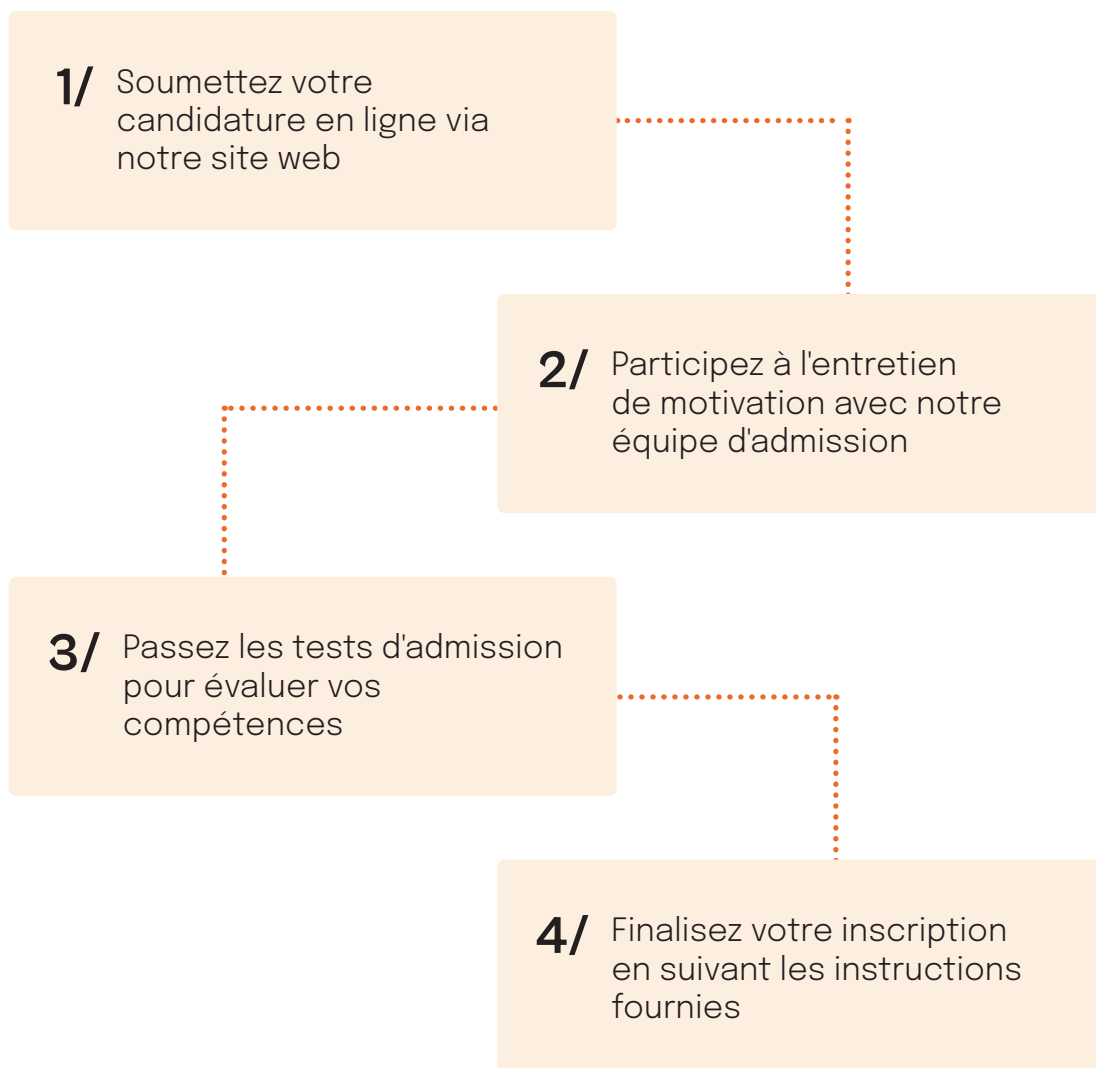 1/ Soumettez votre
candidature en ligne via
notre site web
2/ Participez à l'entretien
de motivation avec notre
équipe d'admission
3/ Passez les tests d'admission
pour évaluer vos
compétences
4/ Finalisez votre inscription
en suivant les instructions
fournies